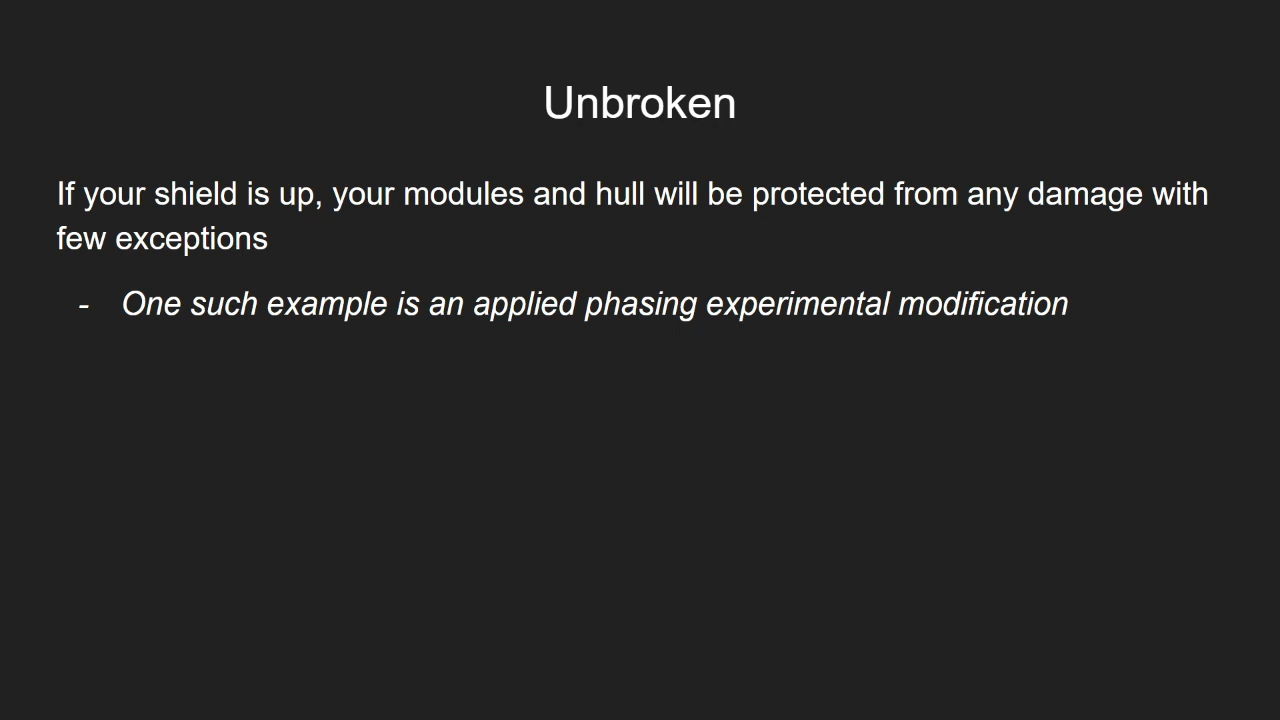 Unbroken
If your shield is up, your modules and hull will be protected from any damage with
few exceptions
- One such example is an applied phasing experimental modification